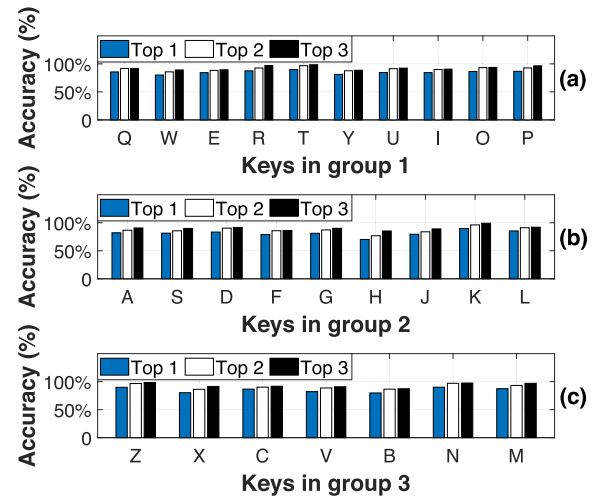 Accuracy (%)
Top 1 Top 2 Top 3
100%
50%
0
Q W E R T Y U I O P
Keys in group 1
(a)
Accuracy (%)
Top 1 Top 2 Top 3
100%
50%
0
A S D F G H J K L
Keys in group 2
(b)
Accuracy (%)
Top 1 Top 2 Top 3
100%
50%
0
Z X C V B N M
Keys in group 3
(c)